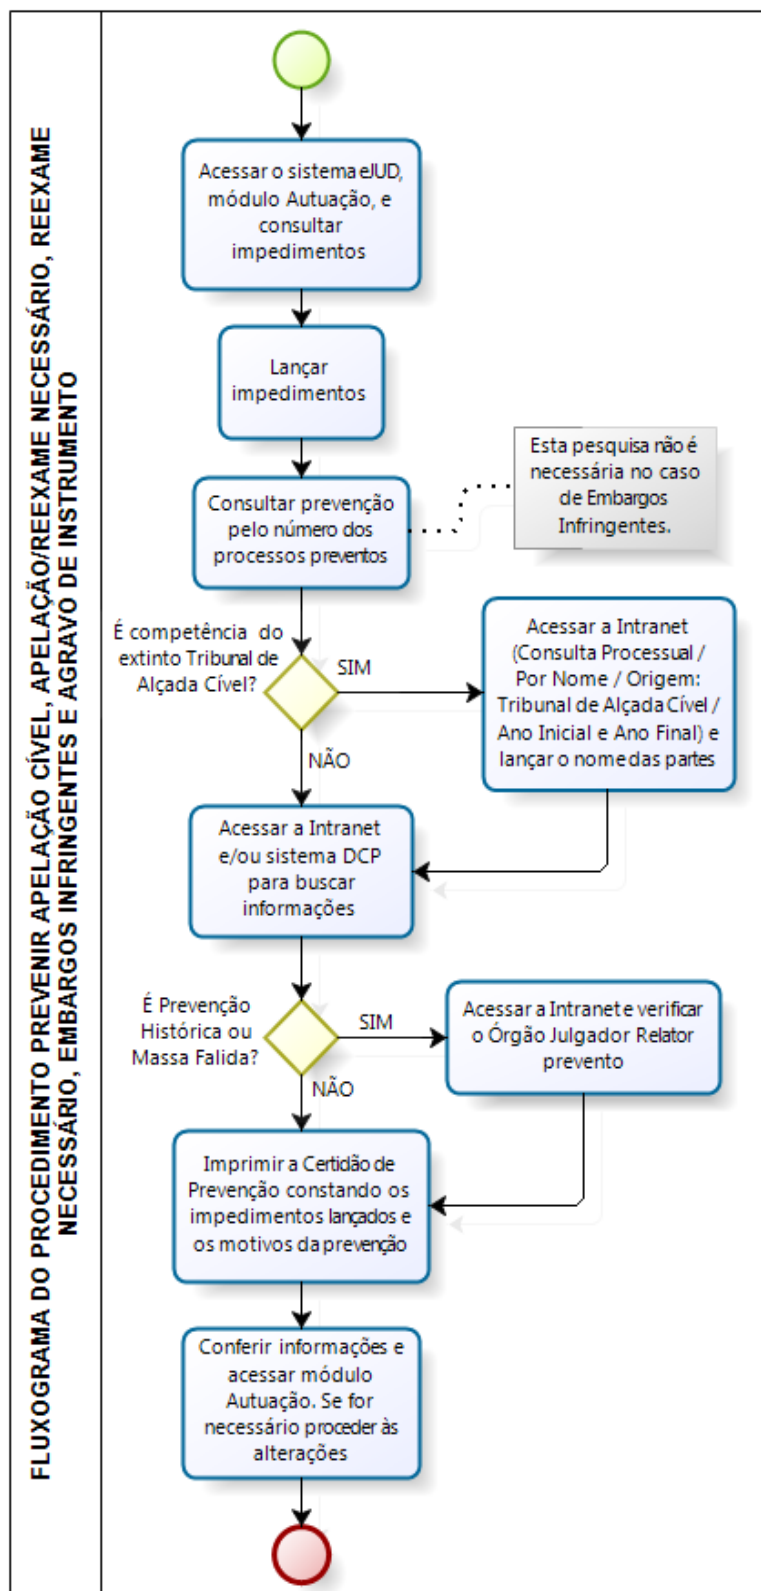 FLUXOGRAMA DO PROCEDIMENTO PREVENIR APELAÇÃO CÍVEL, APELAÇÃO/REEXAME NECESSÁRIO, REEXAME
NECESSÁRIO, EMBARGOS INFRINGENTES E AGRAVO DE INSTRUMENTO
Acessar o sistema eJUD,
módulo Autuação, e
consultar
impedimentos
Lançar
impedimentos
Consultar prevenção
pelo número dos
processos preventos
Esta pesquisa não é
necessária no caso
de Embargos
Infringentes.
É competência do
extinto Tribunal de
Alçada Cível?
SIM
Acessar a Intranet
(Consulta Processual /
Por Nome / Origem:
Tribunal de Alçada Cível /
Ano Inicial e Ano Final) e
lançar o nome das partes
NÃO
Acessar a Intranet
e/ou sistema DCP
para buscar
informações
É Prevenção
Histórica ou
Massa Falida?
SIM
Acessar a Intranet e verificar
o Órgão Julgador Relator
prevento
NÃO
Imprimir a Certidão de
Prevenção constando os
impedimentos lançados e
os motivos da prevenção
Conferir informações e
acessar módulo
Autuação. Se for
necessário proceder às
alterações